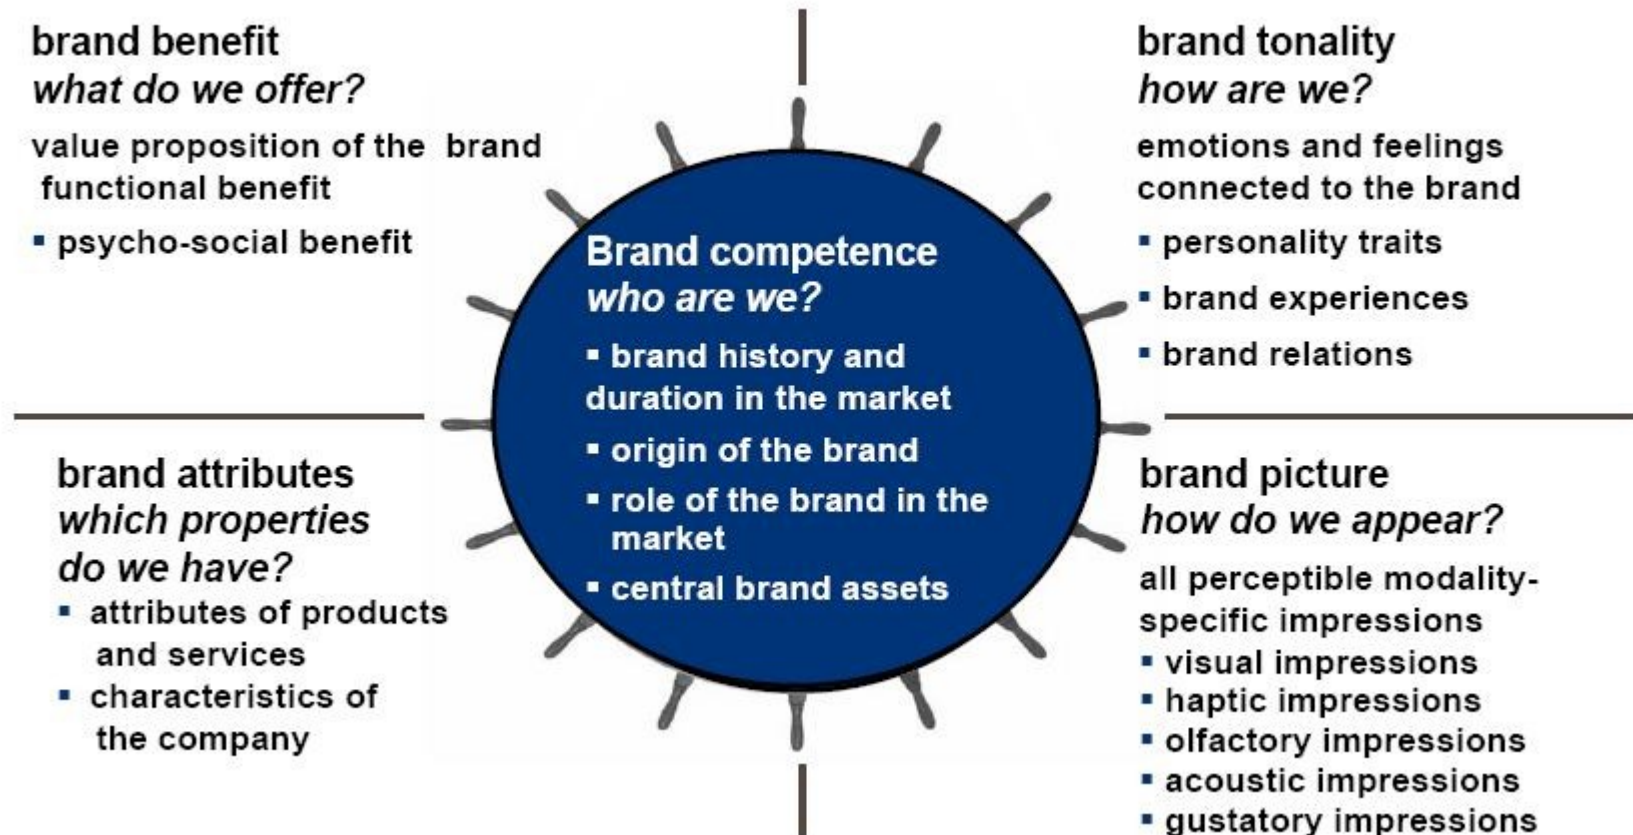 brand benefit
what do we offer?
value proposition of the brand
functional benefit
▪ psycho-social benefit
brand tonality
how are we?
emotions and feelings
connected to the brand
▪ personality traits
▪ brand experiences
▪ brand relations
Brand competence
who are we?
▪ brand history and
duration in the market
▪ origin of the brand
▪ role of the brand in the
market
▪ central brand assets
brand attributes
which properties
do we have?
▪ attributes of products
and services
▪ characteristics of
the company
brand picture
how do we appear?
all perceptible modality-
specific impressions
▪ visual impressions
▪ haptic impressions
▪ olfactory impressions
▪ acoustic impressions
▪ gustatory impressions